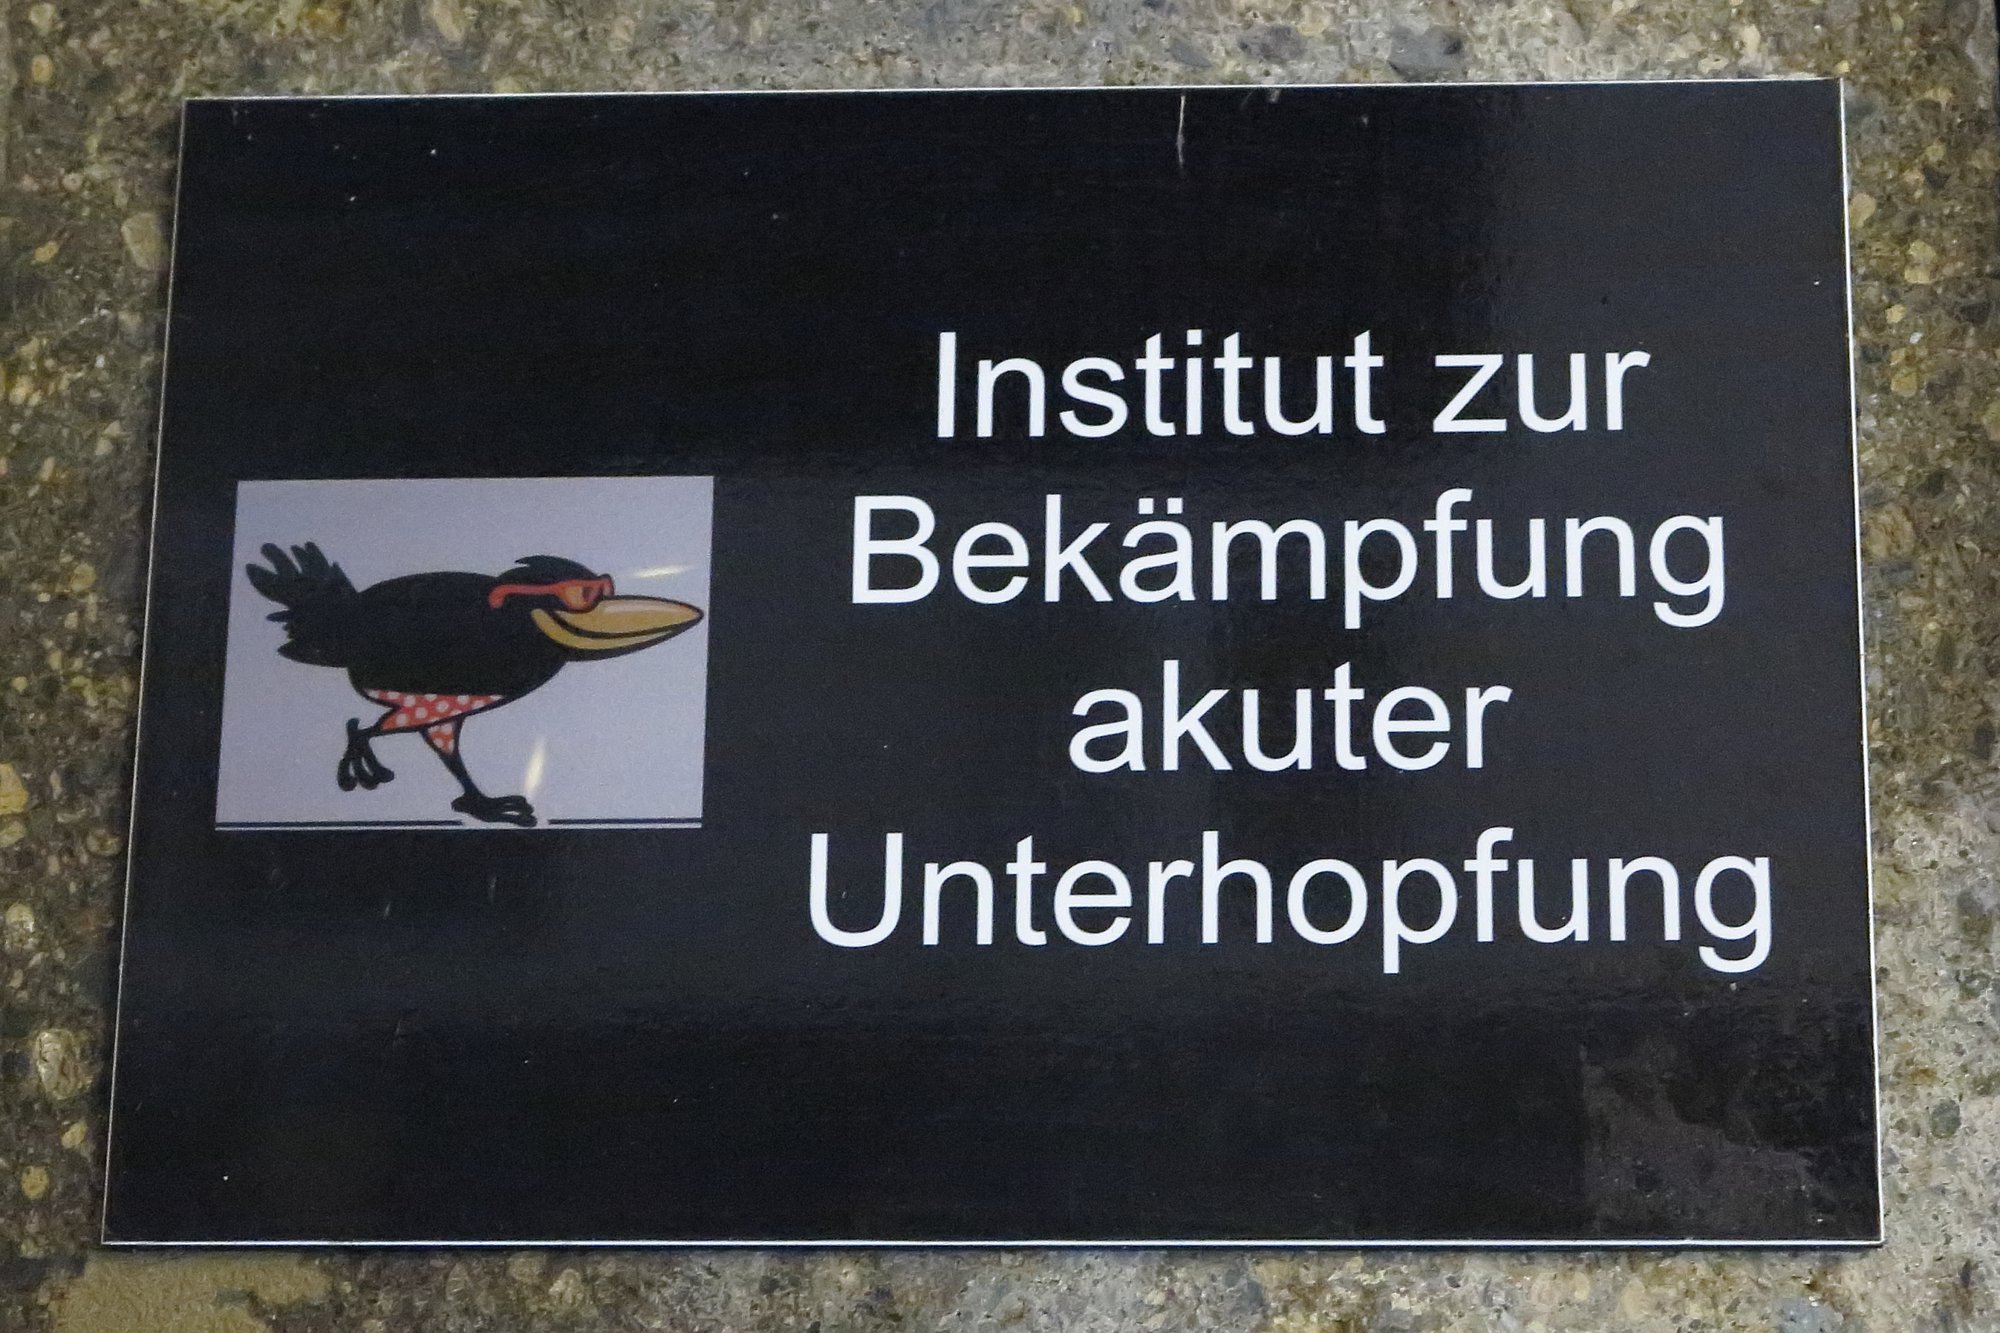 Institut zur
Bekämpfung
akuter
Unterhopfung